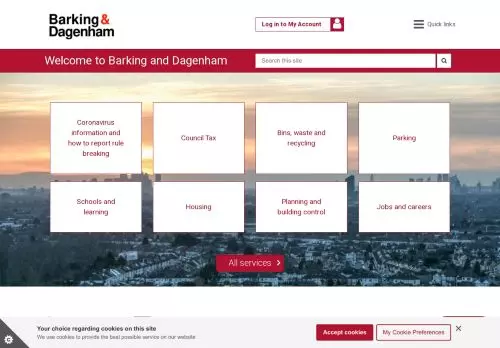 Barking&
Dagenham
Log in to My Account
Quick links
Welcome to Barking and Dagenham
Search this site
Coronavirus
information and
how to report rule
breaking
Council Tax
Bins, waste and
recycling
Parking
Schools and
learning
Housing
Planning and
building control
Jobs and careers
All services
Your choice regarding cookies on this site
We use cookies to provide the best possible service on our website
Accept cookies
My Cookie Preferences